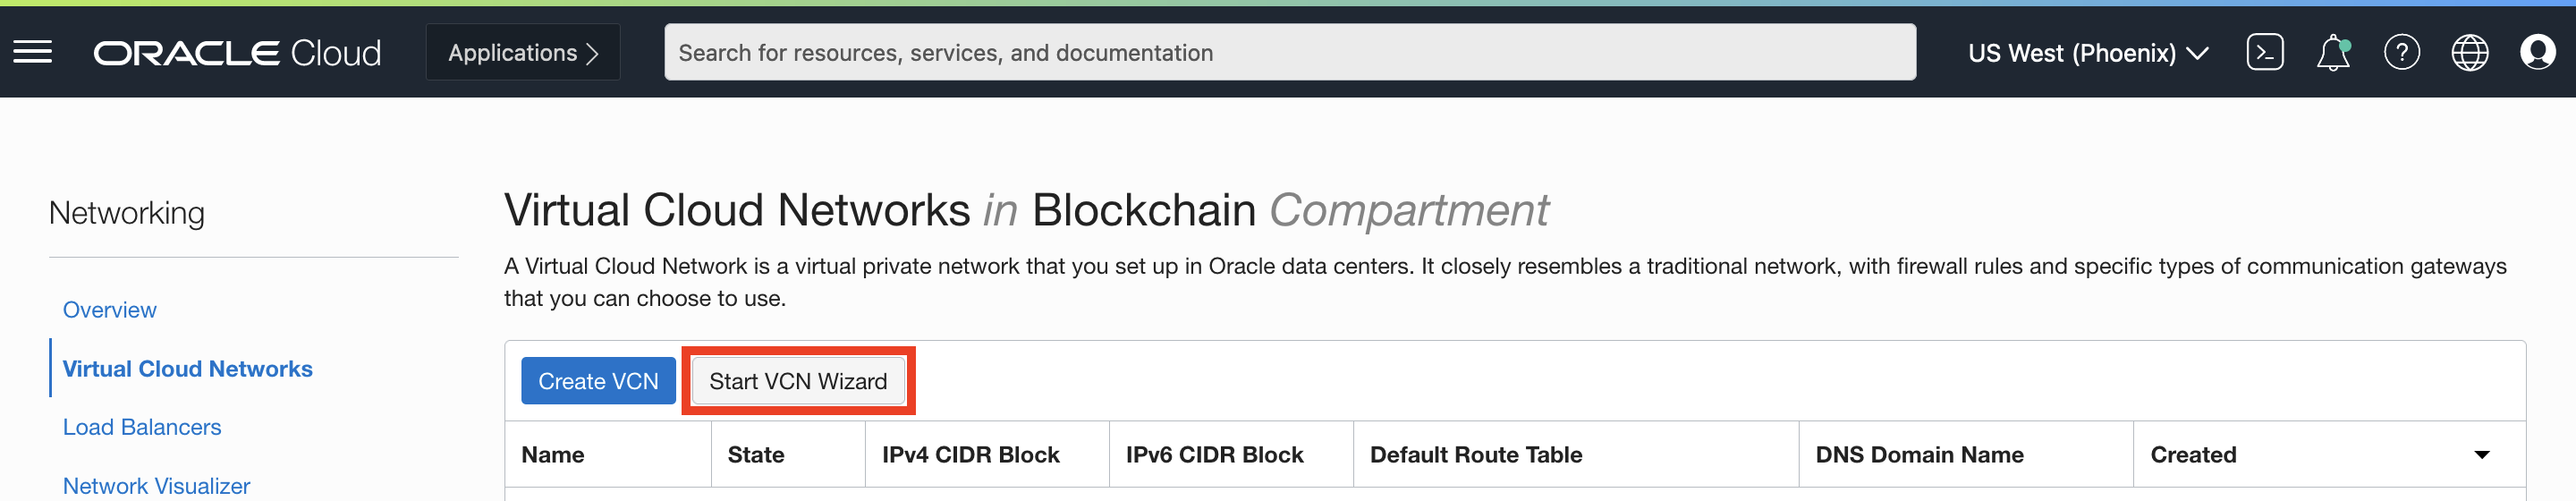 ORACLE Cloud
Applications
Search for resources, services, and documentation
US West (Phoenix)
Networking
Overview
Virtual Cloud Networks
Load Balancers
Network Visualizer
Virtual Cloud Networks in Blockchain Compartment
A Virtual Cloud Network is a virtual private network that you set up in Oracle data centers. It closely resembles a traditional network, with firewall rules and specific types of communication gateways
that you can choose to use.
Create VCN Start VCN Wizard
Name State IPv4 CIDR Block IPv6 CIDR Block Default Route Table DNS Domain Name Created